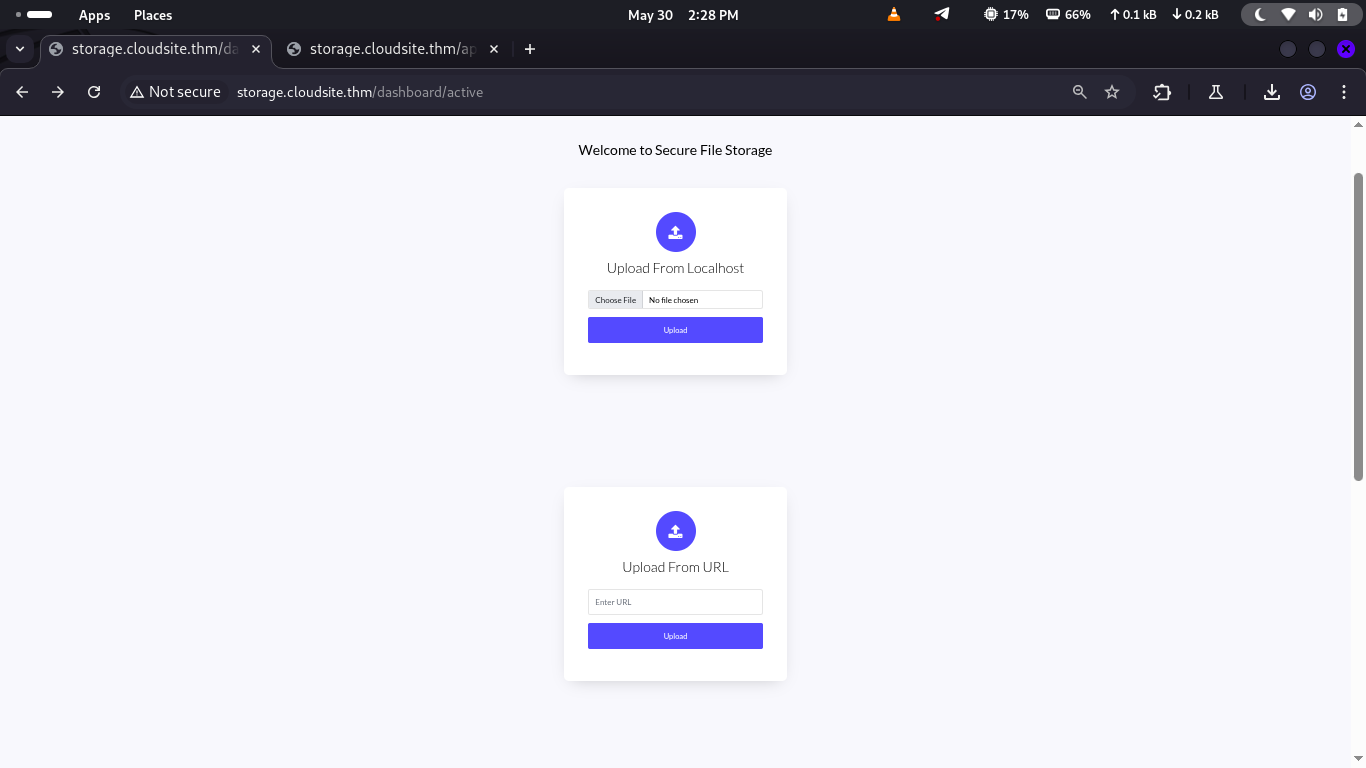 Apps Places May 30 2:28 PM 17% 66% 0.1 kB 0.2 kB
storage.cloudsite.thm/da storage.cloudsite.thm/ap
Not secure storage.cloudsite.thm/dashboard/active
Welcome to Secure File Storage
Upload From Localhost
Choose File No file chosen
Upload
Upload From URL
Enter URL
Upload